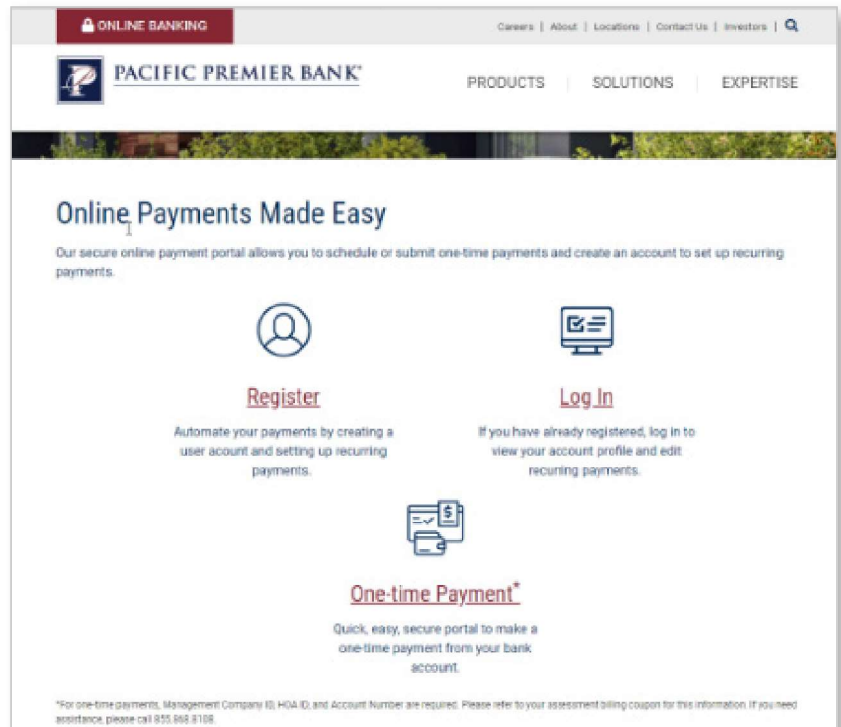 ONLINE BANKING
Careers | About | Locations | Contact Us | Investors |
PACIFIC PREMIER BANK
PRODUCTS | SOLUTIONS | EXPERTISE
Online Payments Made Easy
Our secure online payment portal allows you to schedule or submit one-time payments and create an account to set up recurring
payments.
Register
Automate your payments by creating a
user acount and setting up recurring
payments.
Log In
If you have already registered, log in to
view your account profile and edit
recurring payments.
One-time Payment*
Quick, easy, secure portal to make a
one-time payment from your bank
account.
*For one-time payments, Management Company ID, HOA ID, and Account Number are required. Please refer to your assessment billing coupon for this information. If you need
assistance, please call 855.868.8108.